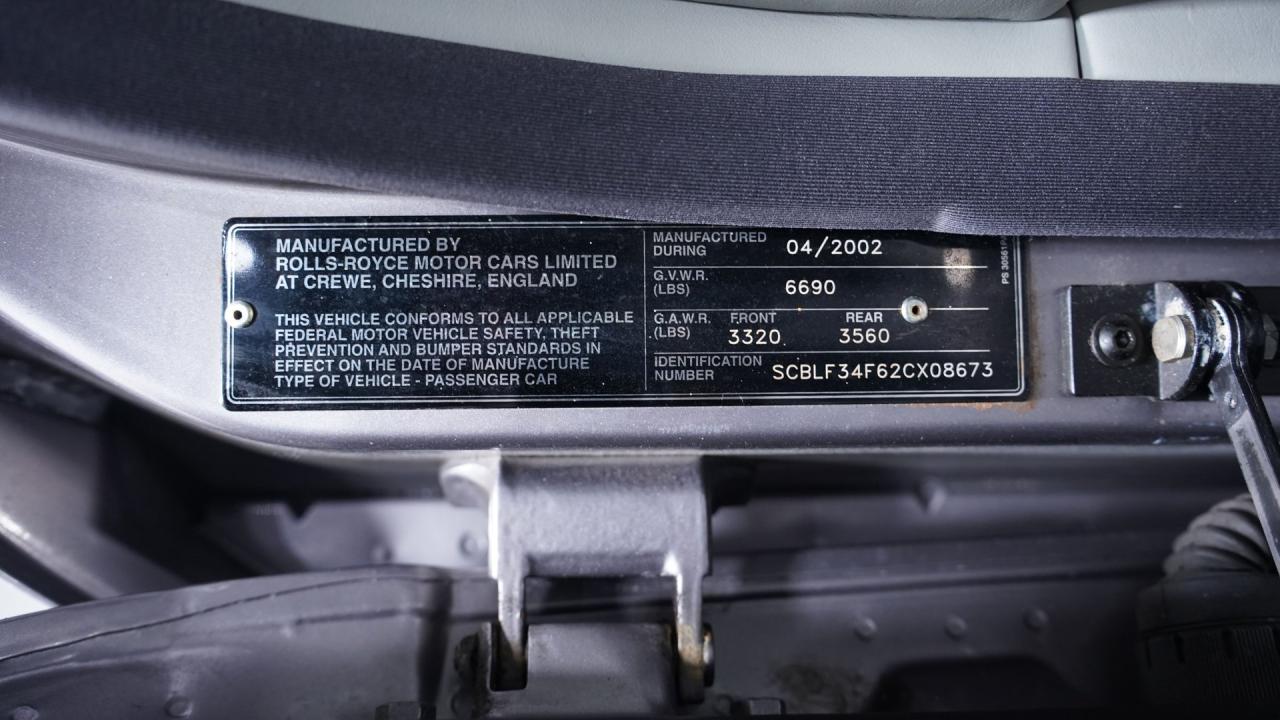 MANUFACTURED BY
ROLLS-ROYCE MOTOR CARS LIMITED
AT CREWE, CHESHIRE, ENGLAND
THIS VEHICLE CONFORMS TO ALL APPLICABLE
FEDERAL MOTOR VEHICLE SAFETY, THEFT
PREVENTION AND BUMPER STANDARDS IN
EFFECT ON THE DATE OF MANUFACTURE
TYPE OF VEHICLE - PASSENGER CAR
MANUFACTURED
DURING 04/2002
G.V.W.R.
(LBS) 6690
G.A.W.R. FRONT REAR
(LBS) 3320 3560
IDENTIFICATION
NUMBER SCBLF34F62CX08673